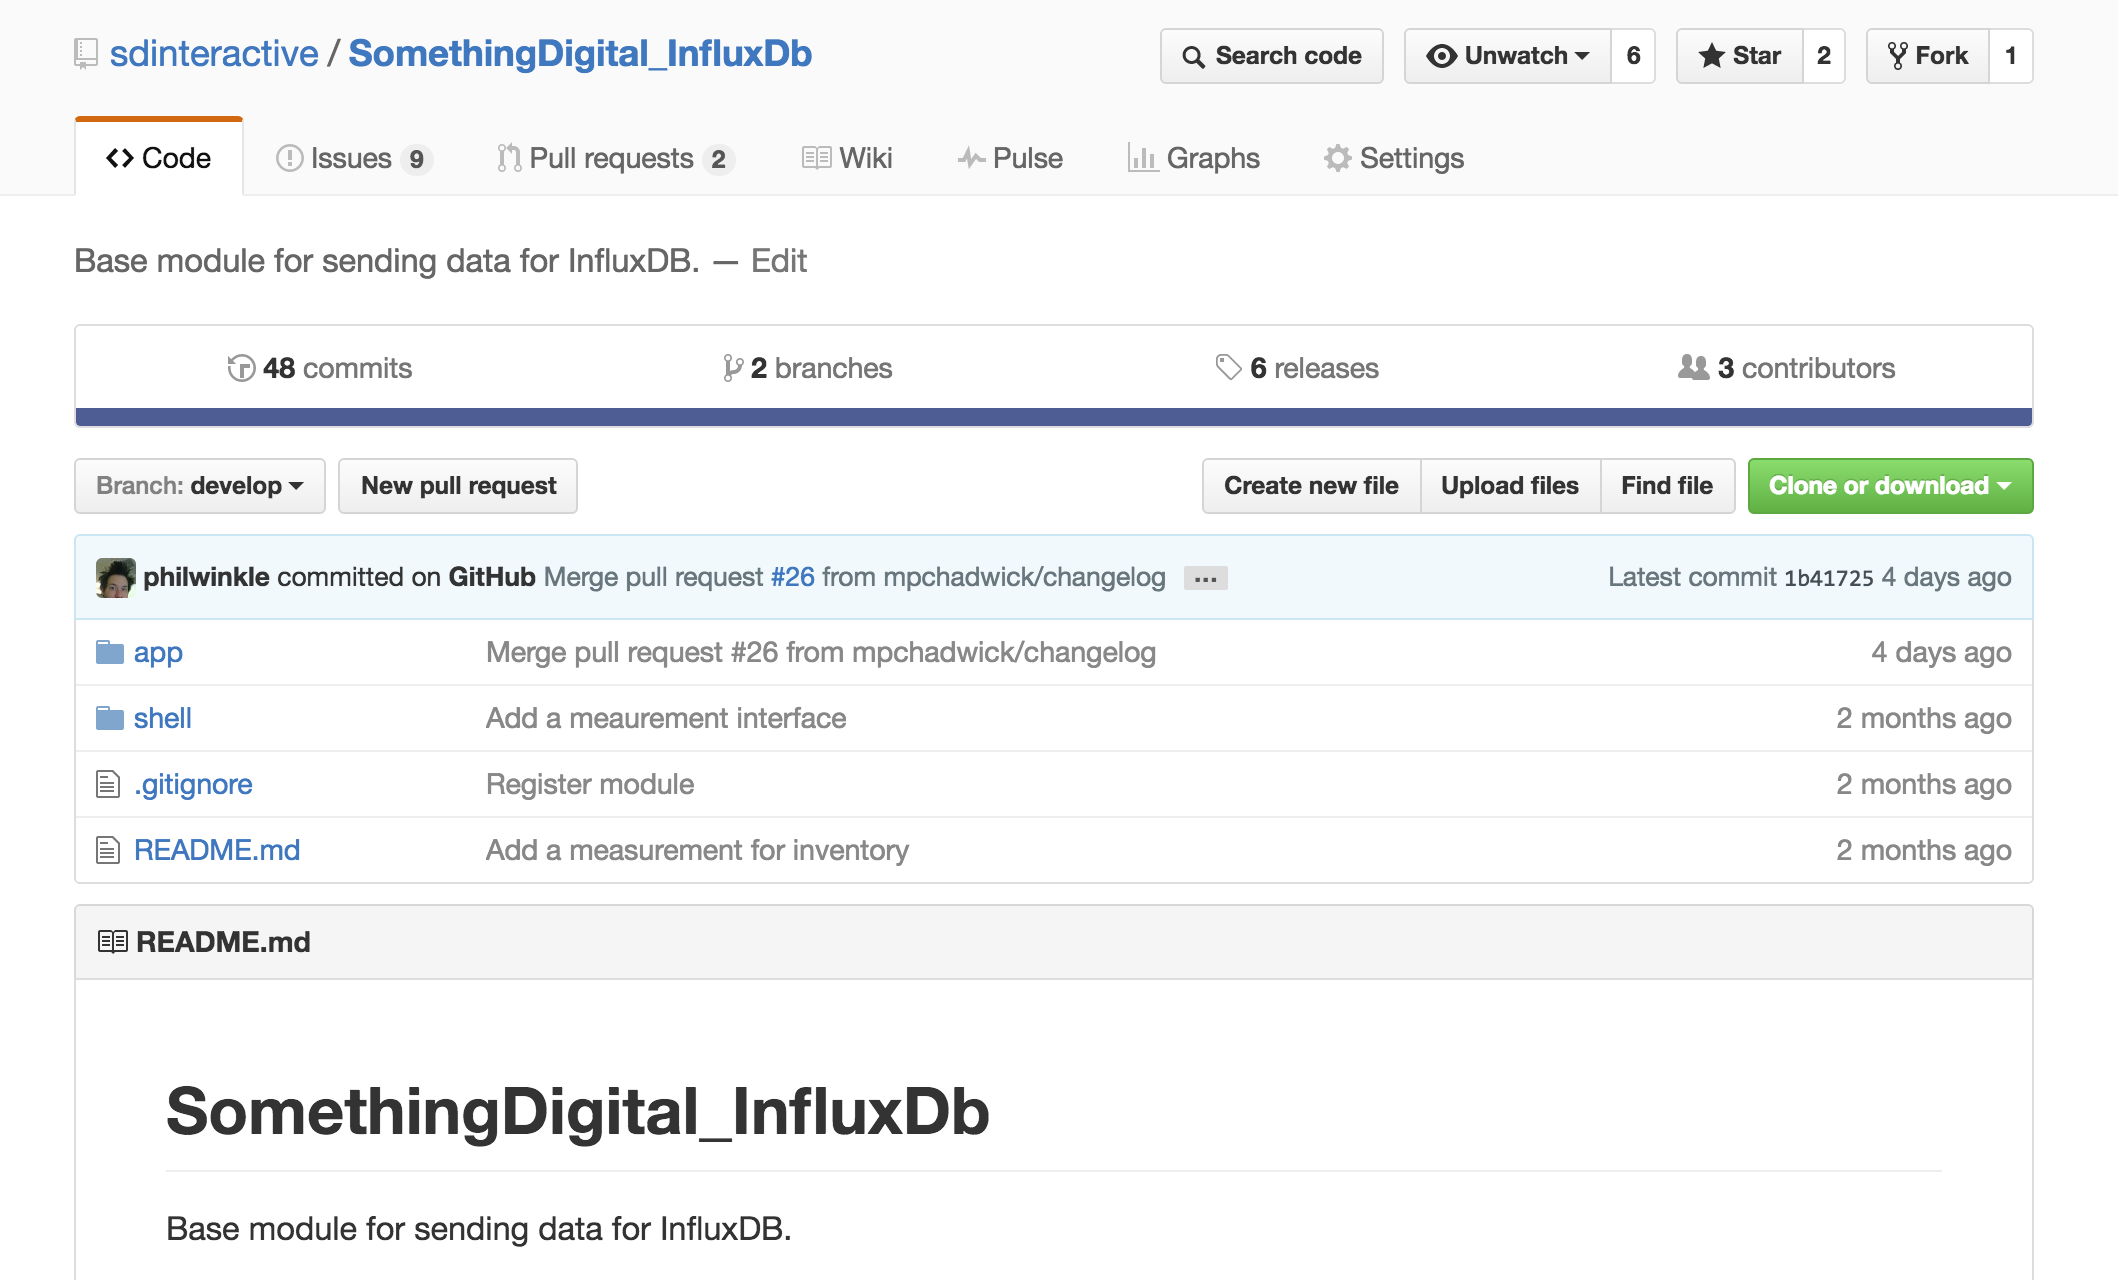 sdinteractive / SomethingDigital_InfluxDb
Search code
Unwatch 6
Star 2
Fork 1
Code
Issues 9
Pull requests 2
Wiki
Pulse
Graphs
Settings
Base module for sending data for InfluxDB. — Edit
48 commits
2 branches
6 releases
3 contributors
Branch: develop
New pull request
Create new file
Upload files
Find file
Clone or download
philwinkle committed on GitHub Merge pull request #26 from mpchadwick/changelog ...
Latest commit 1b41725 4 days ago
app
Merge pull request #26 from mpchadwick/changelog
4 days ago
shell
Add a meaurement interface
2 months ago
.gitignore
Register module
2 months ago
README.md
Add a measurement for inventory
2 months ago
README.md
SomethingDigital_InfluxDb
Base module for sending data for InfluxDB.